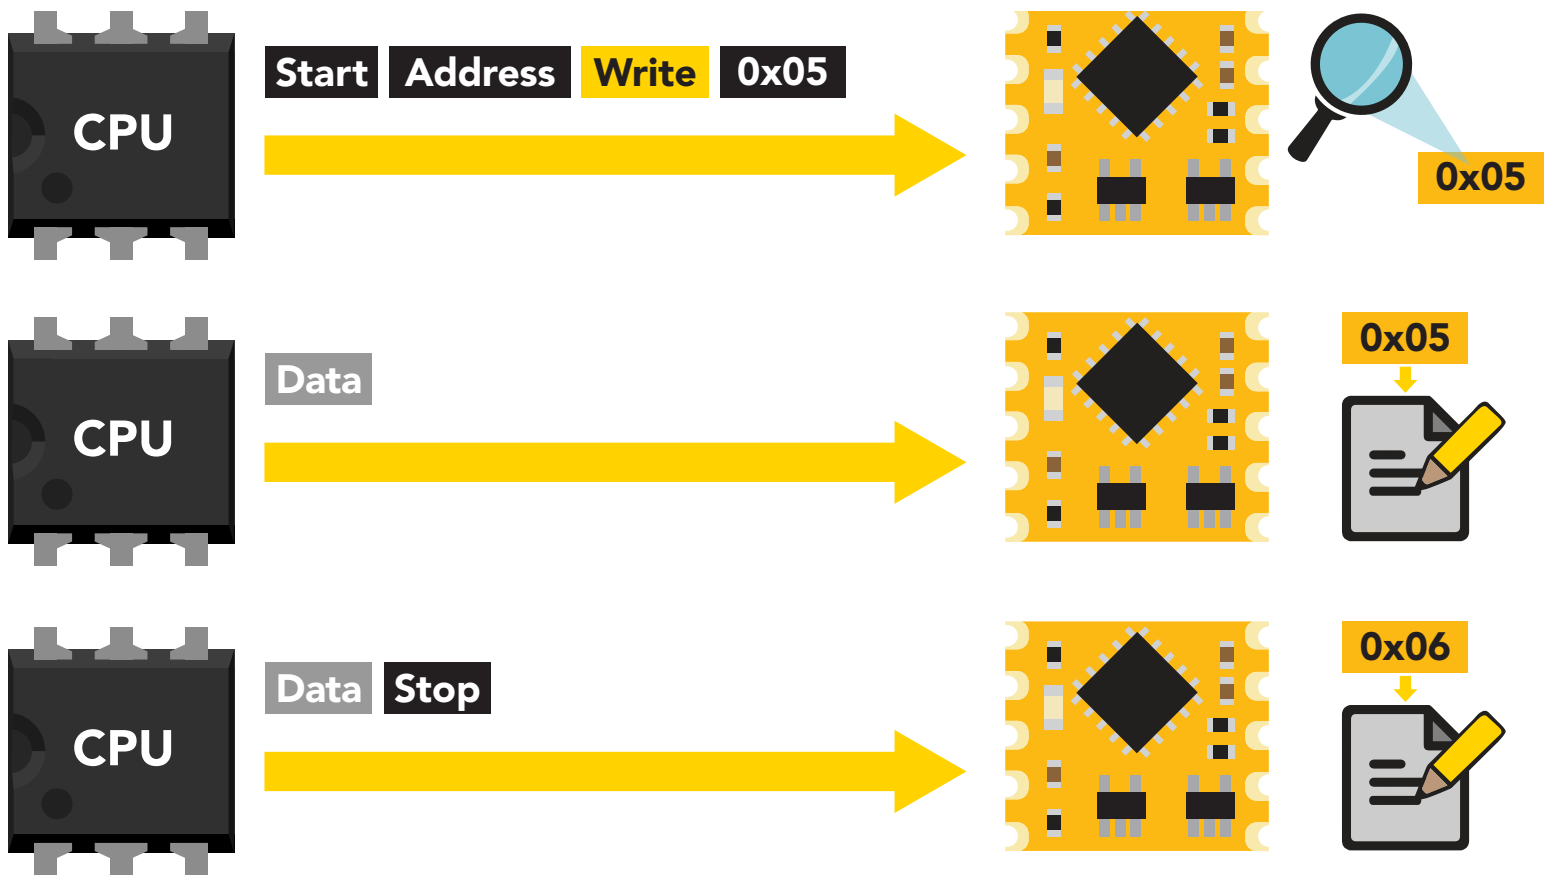 CPU
Start Address Write 0x05
0x05
CPU
Data
0x05
CPU
Data Stop
0x06